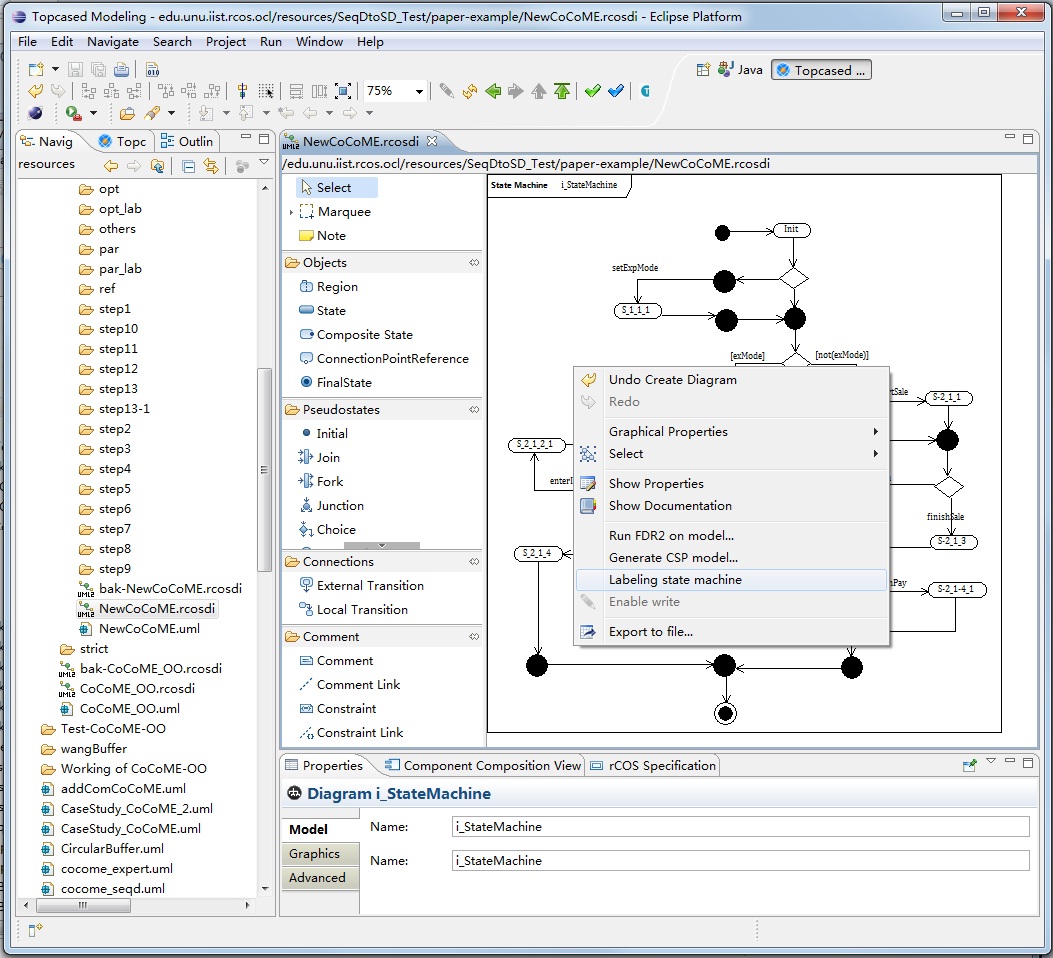 Topcased Modeling - edu.unu.iist.rcos.ocl/resources/SeqDtoSD_Test/paper-example/NewCoCoME.rcosdi - Eclipse Platform
File Edit Navigate Search Project Run Window Help
010
Java
Topcased ...
75%
Navig
Topc
Outlin
resources
opt
opt_lab
others
par
par_lab
ref
step1
step10
step11
step12
step13
step13-1
step2
step3
step4
step5
step6
step7
step8
step9
bak-NewCoCoME.rcosdi
NewCoCoME.rcosdi
NewCoCoME.uml
strict
bak-CoCoME_OO.rcosdi
CoCoME_OO.rcosdi
CoCoME_OO.uml
Test-CoCoME-OO
wangBuffer
Working of CoCoME-OO
addComCoCoME.uml
CaseStudy_CoCoME_2.uml
CaseStudy_CoCoME.uml
CircularBuffer.uml
cocome_expert.uml
cocome_seqd.uml
NewCoCoME.rcosdi
/edu.unu.iist.rcos.ocl/resources/SeqDtoSD_Test/paper-example/NewCoCoME.rcosdi
Select
Marquee
Note
Objects
Region
State
Composite State
ConnectionPointReference
FinalState
Pseudostates
Initial
Join
Fork
Junction
Choice
Connections
External Transition
Local Transition
Comment
Comment
Comment Link
Constraint
Constraint Link
State Machine i_StateMachine
Init
setExpMode
S_1_1_1
[exMode]
[not(exMode)]
S-2_1_1
S_2_1_2_1
finishSale
S-2_1_3
S_2_1_4
S_2_1-4_1
Undo Create Diagram
Redo
Graphical Properties
Select
Show Properties
Show Documentation
Run FDR2 on model...
Generate CSP model...
Labeling state machine
Enable write
Export to file...
Properties
Component Composition View
rCOS Specification
Diagram i_StateMachine
Model
Graphics
Advanced
Name: i_StateMachine
Name: i_StateMachine